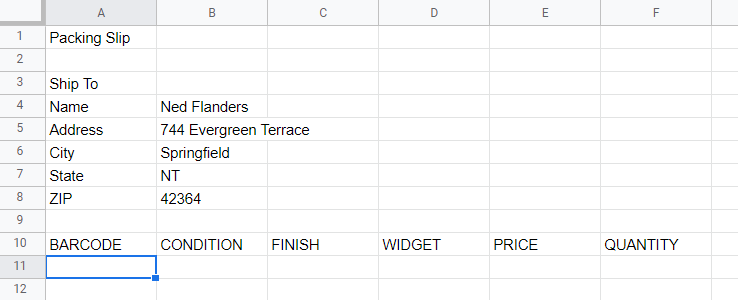 A B C D E F
1 Packing Slip
2
3 Ship To
4 Name Ned Flanders
5 Address 744 Evergreen Terrace
6 City Springfield
7 State NT
8 ZIP 42364
9
10 BARCODE CONDITION FINISH WIDGET PRICE QUANTITY
11
12